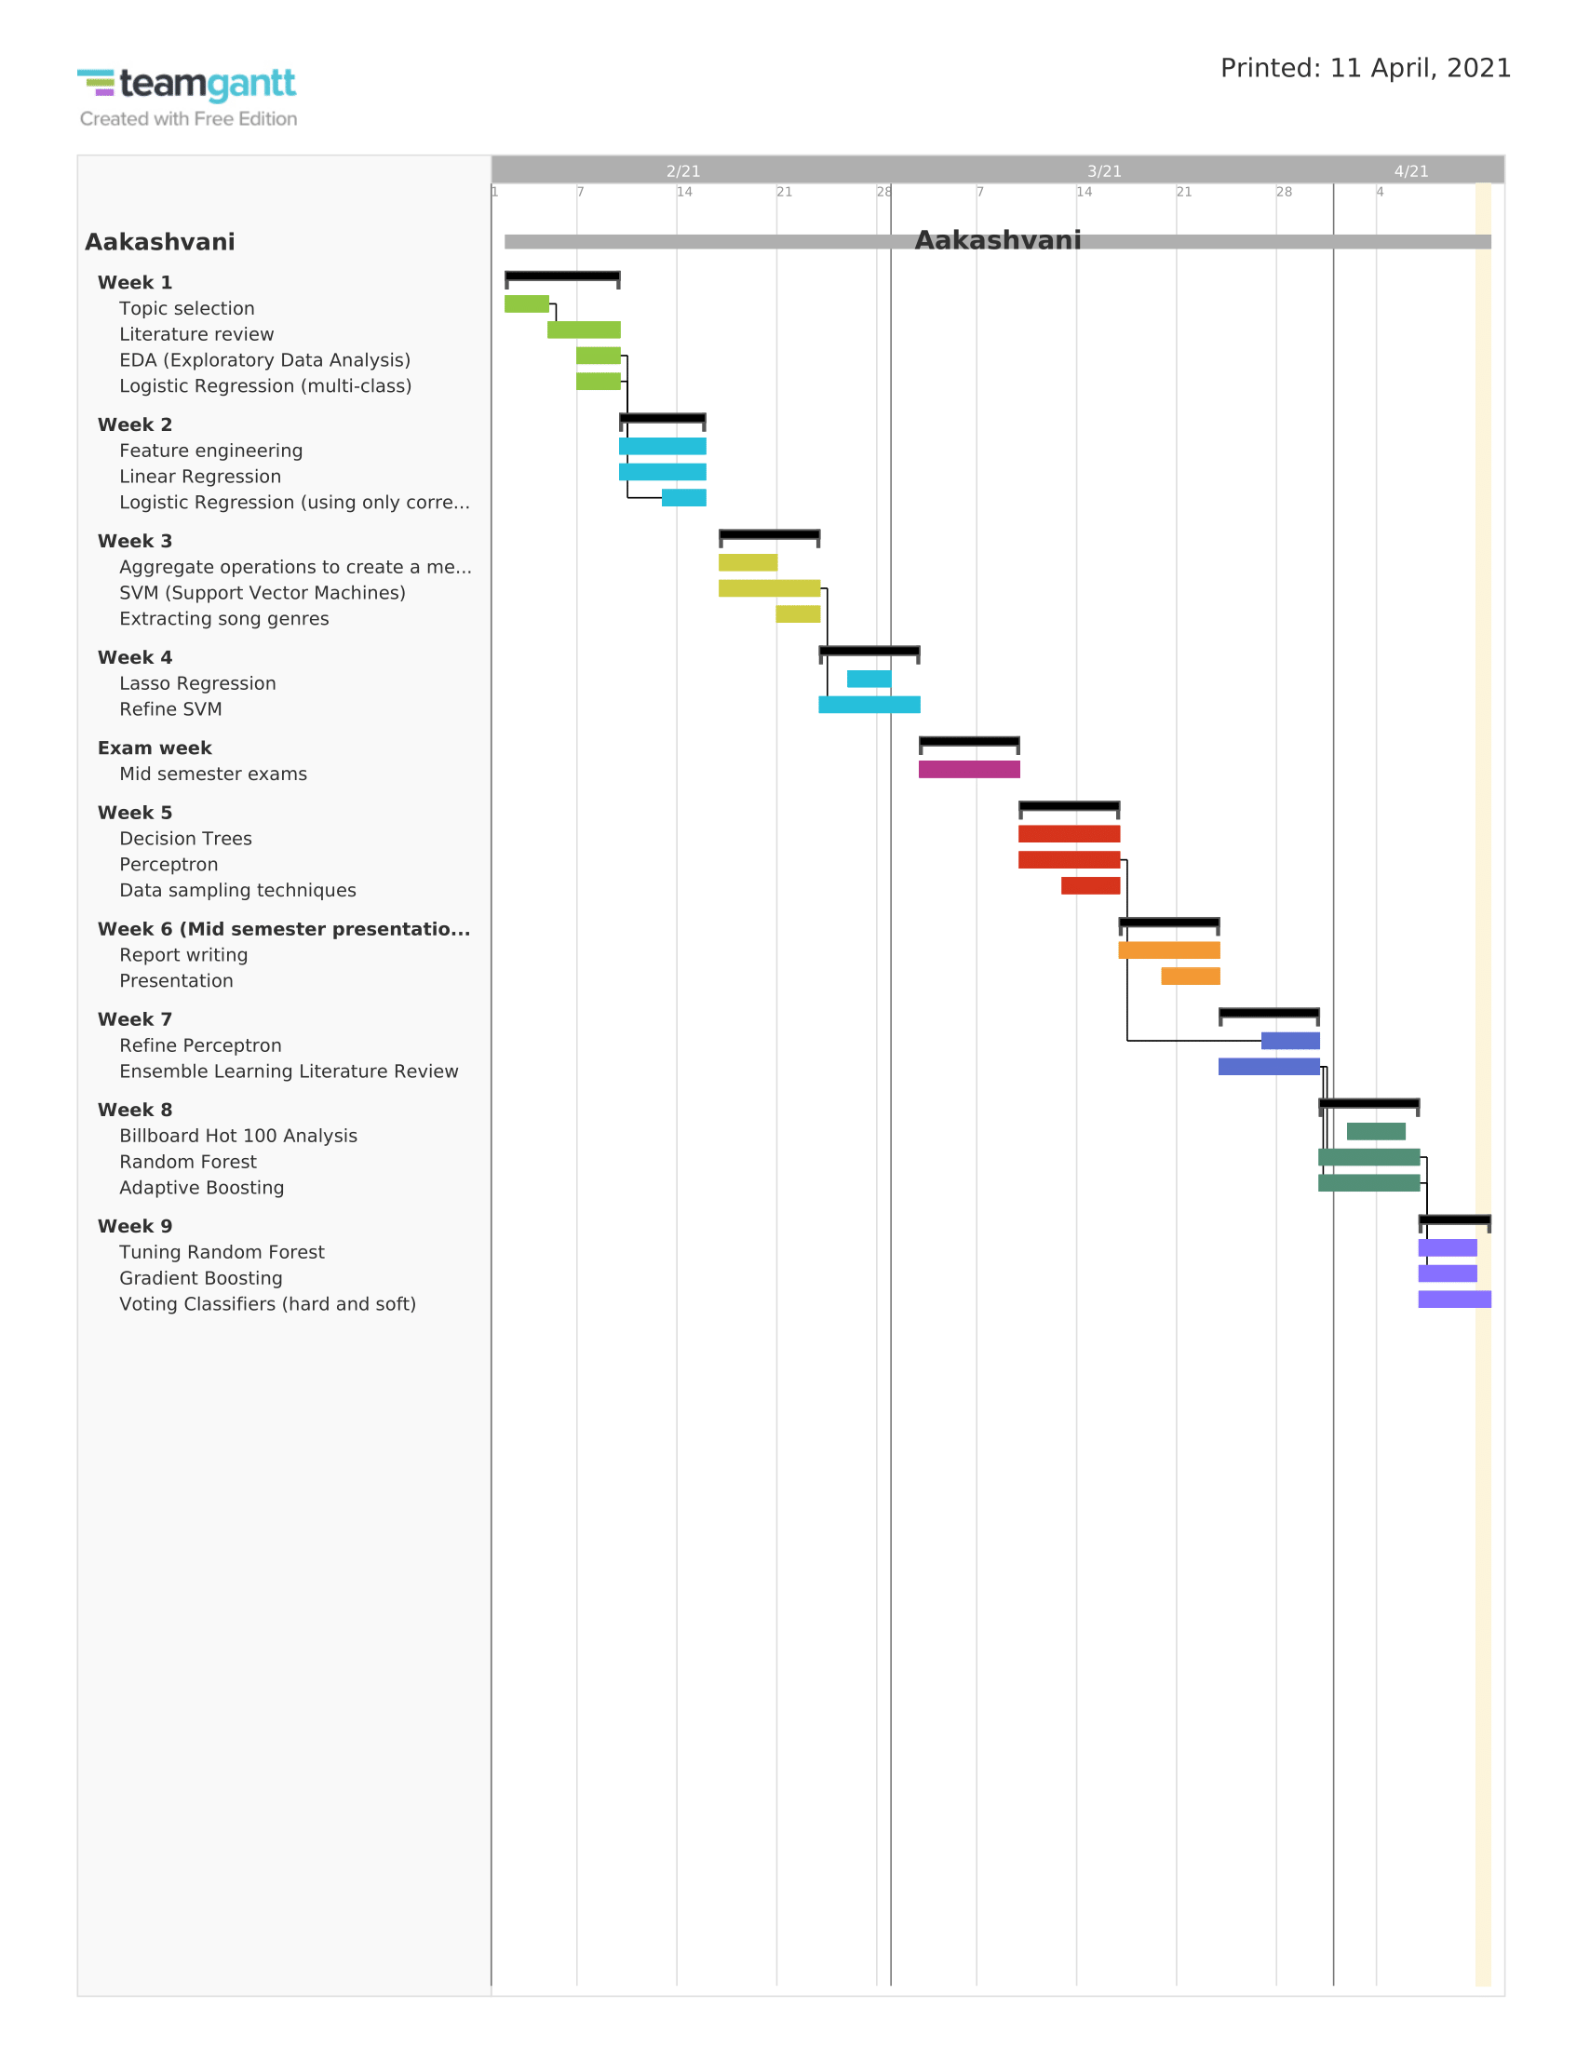 Printed: 11 April, 2021
teamgantt
Created with Free Edition
2/21 3/21 4/21
1 7 14 21 28 7 14 21 28 4
Aakashvani Aakashvani
Week 1
Topic selection
Literature review
EDA (Exploratory Data Analysis)
Logistic Regression (multi-class)
Week 2
Feature engineering
Linear Regression
Logistic Regression (using only corre...
Week 3
Aggregate operations to create a me...
SVM (Support Vector Machines)
Extracting song genres
Week 4
Lasso Regression
Refine SVM
Exam week
Mid semester exams
Week 5
Decision Trees
Perceptron
Data sampling techniques
Week 6 (Mid semester presentatio...
Report writing
Presentation
Week 7
Refine Perceptron
Ensemble Learning Literature Review
Week 8
Billboard Hot 100 Analysis
Random Forest
Adaptive Boosting
Week 9
Tuning Random Forest
Gradient Boosting
Voting Classifiers (hard and soft)